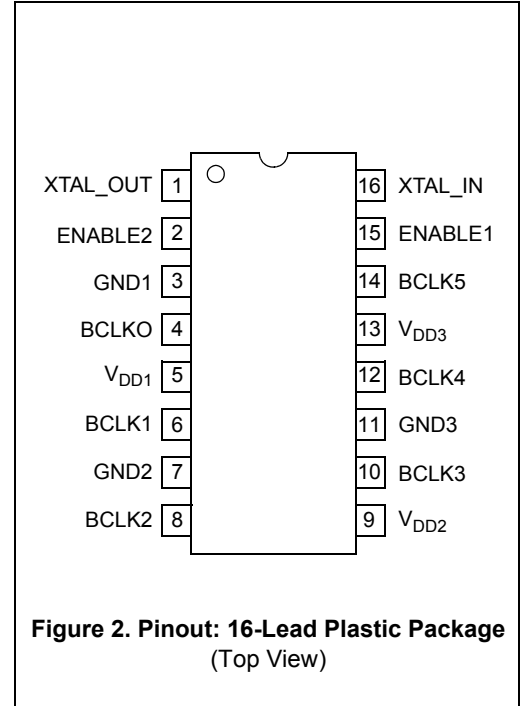 XTAL_OUT 1 16 XTAL_IN
ENABLE2 2 15 ENABLE1
GND1 3 14 BCLK5
BCLKO 4 13 VDD3
VDD1 5 12 BCLK4
BCLK1 6 11 GND3
GND2 7 10 BCLK3
BCLK2 8 9 VDD2
Figure 2. Pinout: 16-Lead Plastic Package
(Top View)